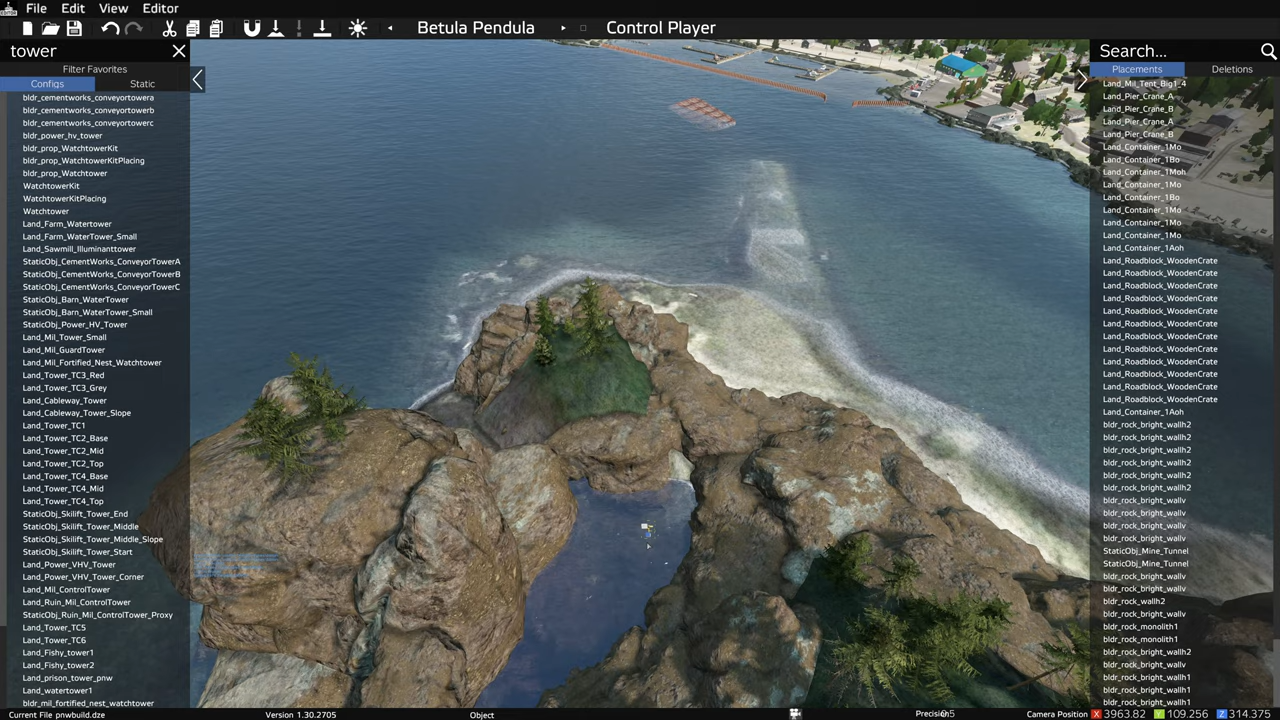 File Edit View Editor
Betula Pendula
Control Player
tower
Filter Favorites
Configs Static
bldr_cementworks_conveyortowera
bldr_cementworks_conveyortowerb
bldr_cementworks_conveyortowerc
bldr_power_hv_tower
bldr_prop_WatchtowerKit
bldr_prop_WatchtowerKitPlacing
bldr_prop_Watchtower
WatchtowerKit
WatchtowerKitPlacing
Watchtower
Land_Farm_Watertower
Land_Farm_WaterTower_Small
Land_Sawmill_Illuminanttower
StaticObj_CementWorks_ConveyorTowerA
StaticObj_CementWorks_ConveyorTowerB
StaticObj_CementWorks_ConveyorTowerC
StaticObj_Barn_WaterTower
StaticObj_Barn_WaterTower_Small
StaticObj_Power_HV_Tower
Land_Mil_Tower_Small
Land_Mil_GuardTower
Land_Mil_Fortified_Nest_Watchtower
Land_Tower_TC3_Red
Land_Tower_TC3_Grey
Land_Cableway_Tower
Land_Cableway_Tower_Slope
Land_Tower_TC1
Land_Tower_TC2_Base
Land_Tower_TC2_Mid
Land_Tower_TC2_Top
Land_Tower_TC4_Base
Land_Tower_TC4_Mid
Land_Tower_TC4_Top
StaticObj_Skilift_Tower_End
StaticObj_Skilift_Tower_Middle
StaticObj_Skilift_Tower_Middle_Slope
StaticObj_Skilift_Tower_Start
Land_Power_VHV_Tower
Land_Power_VHV_Tower_Corner
Land_Mil_ControlTower
Land_Ruin_Mil_ControlTower
StaticObj_Ruin_Mil_ControlTower_Proxy
Land_Tower_TC5
Land_Tower_TC6
Land_Fishy_tower1
Land_Fishy_tower2
Land_prison_tower_pnw
Land_watertower1
bldr_mil_fortified_nest_watchtower
Search...
Placements Deletions
Land_Mil_Tent_Big1_4
Land_Pier_Crane_A
Land_Pier_Crane_B
Land_Pier_Crane_A
Land_Pier_Crane_B
Land_Container_1Mo
Land_Container_1Bo
Land_Container_1Moh
Land_Container_1Mo
Land_Container_1Bo
Land_Container_1Mo
Land_Container_1Mo
Land_Container_1Mo
Land_Container_1Aoh
Land_Roadblock_WoodenCrate
Land_Roadblock_WoodenCrate
Land_Roadblock_WoodenCrate
Land_Roadblock_WoodenCrate
Land_Roadblock_WoodenCrate
Land_Roadblock_WoodenCrate
Land_Roadblock_WoodenCrate
Land_Roadblock_WoodenCrate
Land_Roadblock_WoodenCrate
Land_Roadblock_WoodenCrate
Land_Roadblock_WoodenCrate
Land_Roadblock_WoodenCrate
Land_Container_1Aoh
bldr_rock_bright_wallh2
bldr_rock_bright_wallh2
bldr_rock_bright_wallh2
bldr_rock_bright_wallh2
bldr_rock_bright_wallh2
bldr_rock_bright_wallh2
bldr_rock_bright_wallv
bldr_rock_bright_wallv
bldr_rock_bright_wallv
bldr_rock_bright_wallv
StaticObj_Mine_Tunnel
StaticObj_Mine_Tunnel
bldr_rock_bright_wallv
bldr_rock_bright_wallv
bldr_rock_wallh2
bldr_rock_bright_wallv
bldr_rock_monolith1
bldr_rock_monolith1
bldr_rock_bright_wallh2
bldr_rock_bright_wallv
bldr_rock_bright_wallh1
bldr_rock_bright_wallh1
bldr_rock_bright_wallh1
Current File pnwbuild.dze
Version 1.30.2705
Object
Camera Position X 3963.82 Y 109.256 Z 314.375